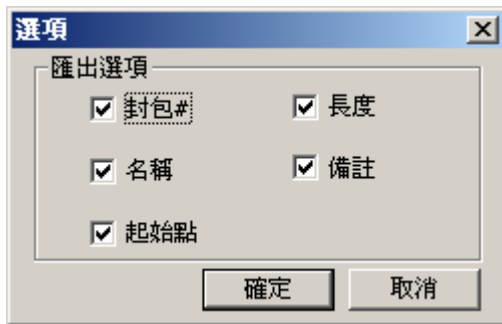 選項
匯出選項
封包# 長度
名稱 備註
起始點
確定 取消